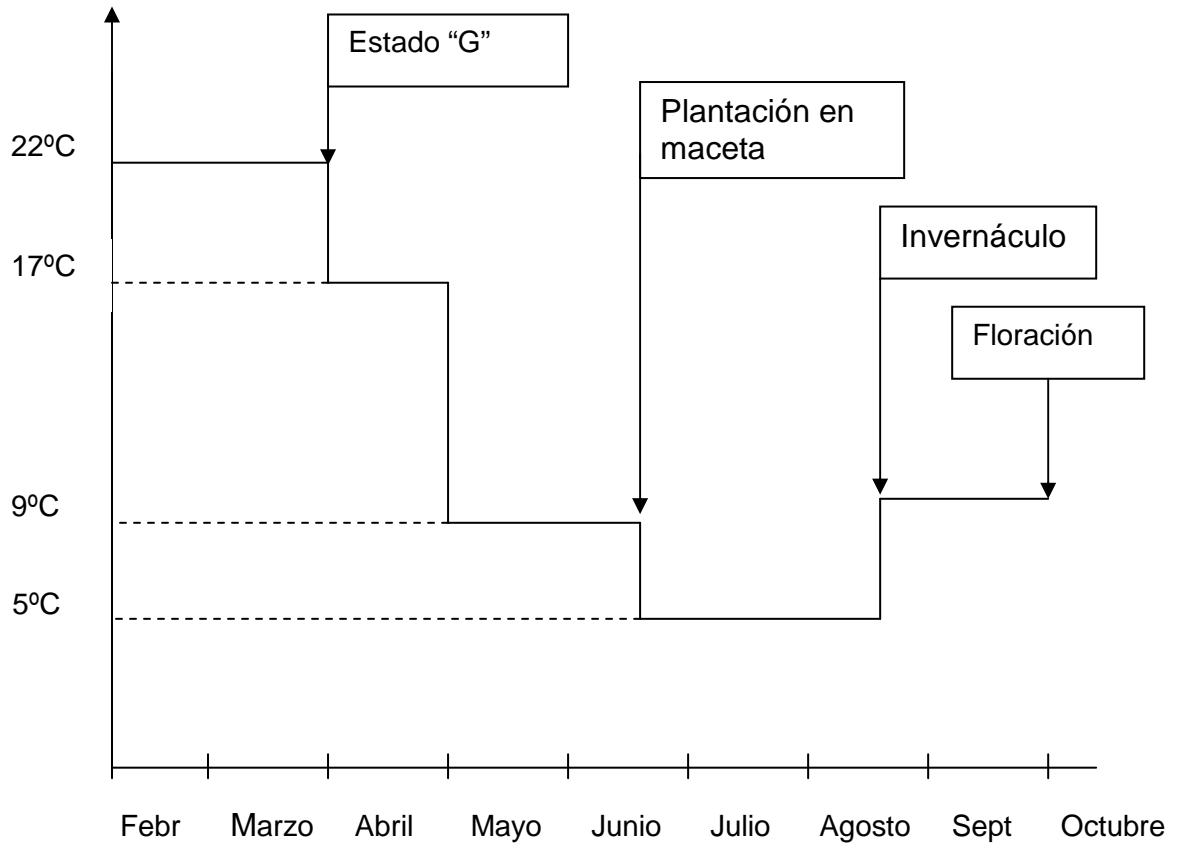 Estado “G”
Plantación en
maceta
22ºC
Invernáculo
17ºC
Floración
9ºC
5ºC
Febr Marzo Abril Mayo Junio Julio Agosto Sept Octubre